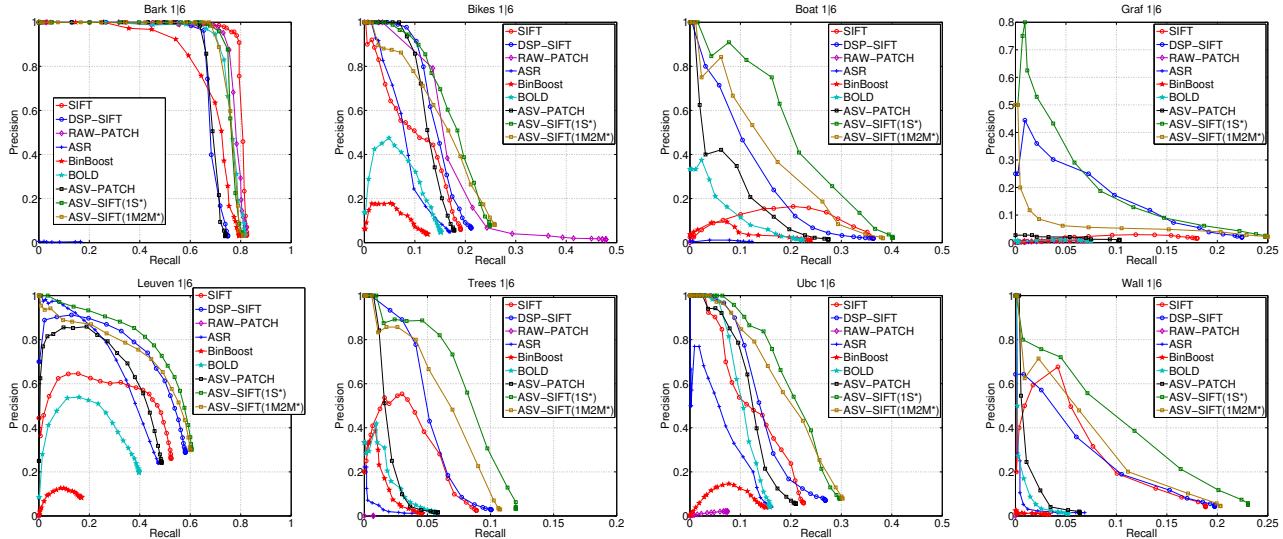 Bark 1|6
Precision
1
0.8
0.6
0.4
0.2
0
SIFT
DSP−SIFT
RAW−PATCH
ASR
BinBoost
BOLD
ASV−PATCH
ASV−SIFT(1S*)
ASV−SIFT(1M2M*)
0 0.2 0.4 0.6 0.8 1
Recall
Bikes 1|6
Precision
1
0.8
0.6
0.4
0.2
0
SIFT
DSP−SIFT
RAW−PATCH
ASR
BinBoost
BOLD
ASV−PATCH
ASV−SIFT(1S*)
ASV−SIFT(1M2M*)
0 0.1 0.2 0.3 0.4 0.5
Recall
Boat 1|6
Precision
1
0.8
0.6
0.4
0.2
0
SIFT
DSP−SIFT
RAW−PATCH
ASR
BinBoost
BOLD
ASV−PATCH
ASV−SIFT(1S*)
ASV−SIFT(1M2M*)
0 0.1 0.2 0.3 0.4 0.5
Recall
Graf 1|6
Precision
0.8
0.7
0.6
0.5
0.4
0.3
0.2
0.1
0
SIFT
DSP−SIFT
RAW−PATCH
ASR
BinBoost
BOLD
ASV−PATCH
ASV−SIFT(1S*)
ASV−SIFT(1M2M*)
0 0.05 0.1 0.15 0.2 0.25
Recall
Leuven 1|6
Precision
1
0.8
0.6
0.4
0.2
0
SIFT
DSP−SIFT
RAW−PATCH
ASR
BinBoost
BOLD
ASV−PATCH
ASV−SIFT(1S*)
ASV−SIFT(1M2M*)
0 0.2 0.4 0.6 0.8 1
Recall
Trees 1|6
Precision
1
0.8
0.6
0.4
0.2
0
SIFT
DSP−SIFT
RAW−PATCH
ASR
BinBoost
BOLD
ASV−PATCH
ASV−SIFT(1S*)
ASV−SIFT(1M2M*)
0 0.05 0.1 0.15 0.2
Recall
Ubc 1|6
Precision
1
0.8
0.6
0.4
0.2
0
SIFT
DSP−SIFT
RAW−PATCH
ASR
BinBoost
BOLD
ASV−PATCH
ASV−SIFT(1S*)
ASV−SIFT(1M2M*)
0 0.1 0.2 0.3 0.4 0.5
Recall
Wall 1|6
Precision
1
0.8
0.6
0.4
0.2
0
SIFT
DSP−SIFT
RAW−PATCH
ASR
BinBoost
BOLD
ASV−PATCH
ASV−SIFT(1S*)
ASV−SIFT(1M2M*)
0 0.05 0.1 0.15 0.2 0.25
Recall